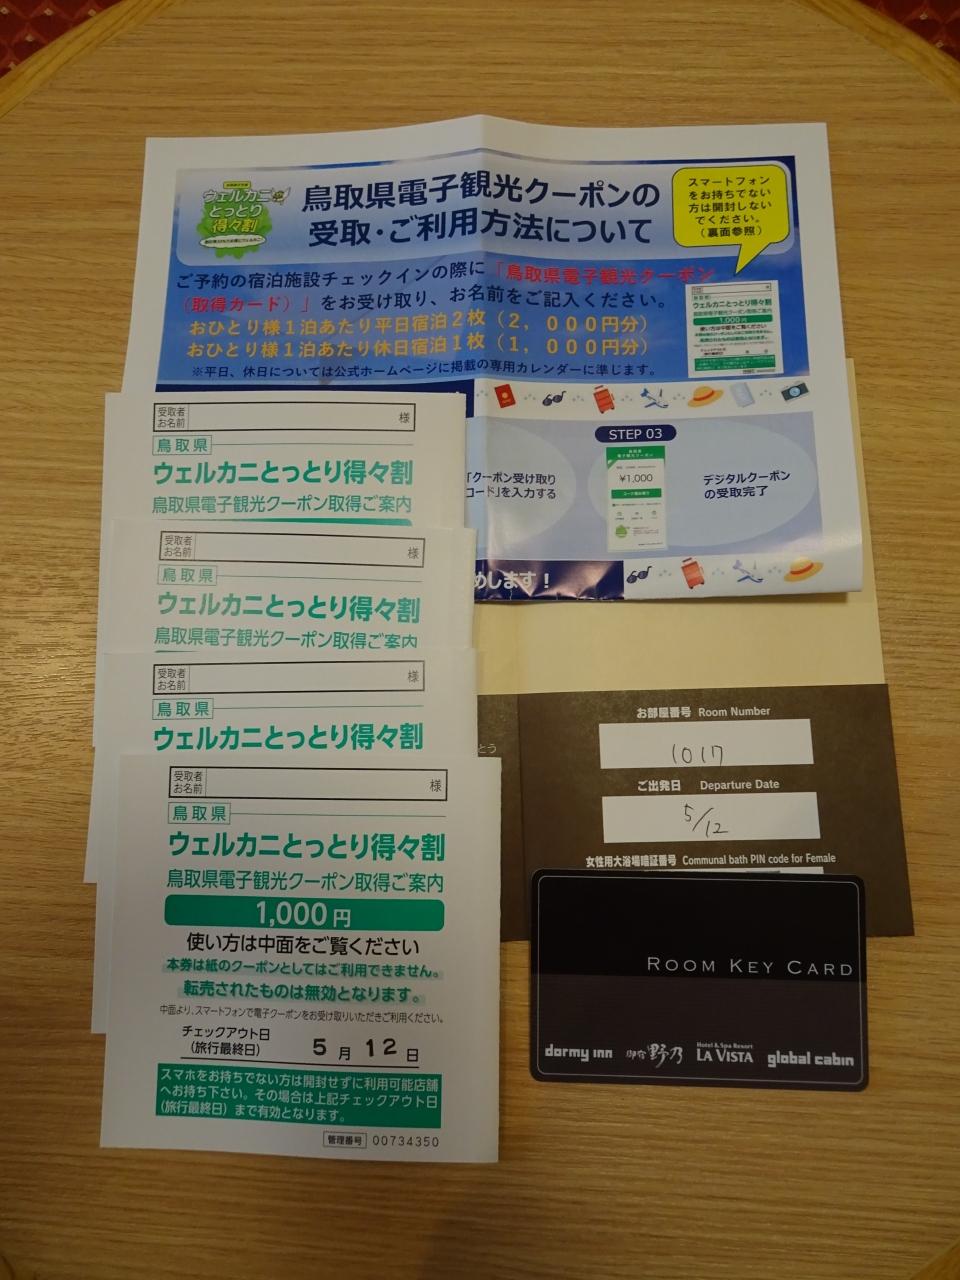 ウェルカニ
とっとり
得々割
鳥取県電子観光クーポンの
受取・ご利用方法について
スマートフォン
をお持ちでない
方は開封しない
でください。
（裏面参照）
ご予約の宿泊施設チェックインの際に「鳥取県電子観光クーポン
（取得カード）」をお受け取り、お名前をご記入ください。
おひとり様１泊あたり平日宿泊２枚（２，０００円分）
おひとり様１泊あたり休日宿泊１枚（１，０００円分）
※平日、休日については公式ホームページに掲載の専用カレンダーに準じます。
ウェルカニとっとり得々割
1,000円
STEP 03
「クーポン受け取り
コード」を入力する
¥1,000
デジタルクーポン
の受取完了
めします！
受取者
お名前
様
鳥取県
ウェルカニとっとり得々割
鳥取県電子観光クーポン取得ご案内
受取者
お名前
様
鳥取県
ウェルカニとっとり得々割
鳥取県電子観光クーポン取得ご案内
受取者
お名前
様
鳥取県
ウェルカニとっとり得々割
受取者
お名前
様
鳥取県
ウェルカニとっとり得々割
鳥取県電子観光クーポン取得ご案内
1,000円
使い方は中面をご覧ください
本券は紙のクーポンとしてはご利用できません。
転売されたものは無効となります。
中面より、スマートフォンで電子クーポンをお受け取りいただきご利用ください。
チェックアウト日
（旅行最終日） 5月12日
スマホをお持ちでない方は開封せずに利用可能店舗
へお持ち下さい。その場合は上記チェックアウト日
（旅行最終日）まで有効となります。
管理番号 00734350
とう
お部屋番号 Room Number
1017
ご出発日 Departure Date
5/12
女性用大浴場暗証番号 Communal bath PIN code for Female
ROOM KEY CARD
dormy inn 御宿 野乃 Hotel & Spa Resort LA VISTA global cabin